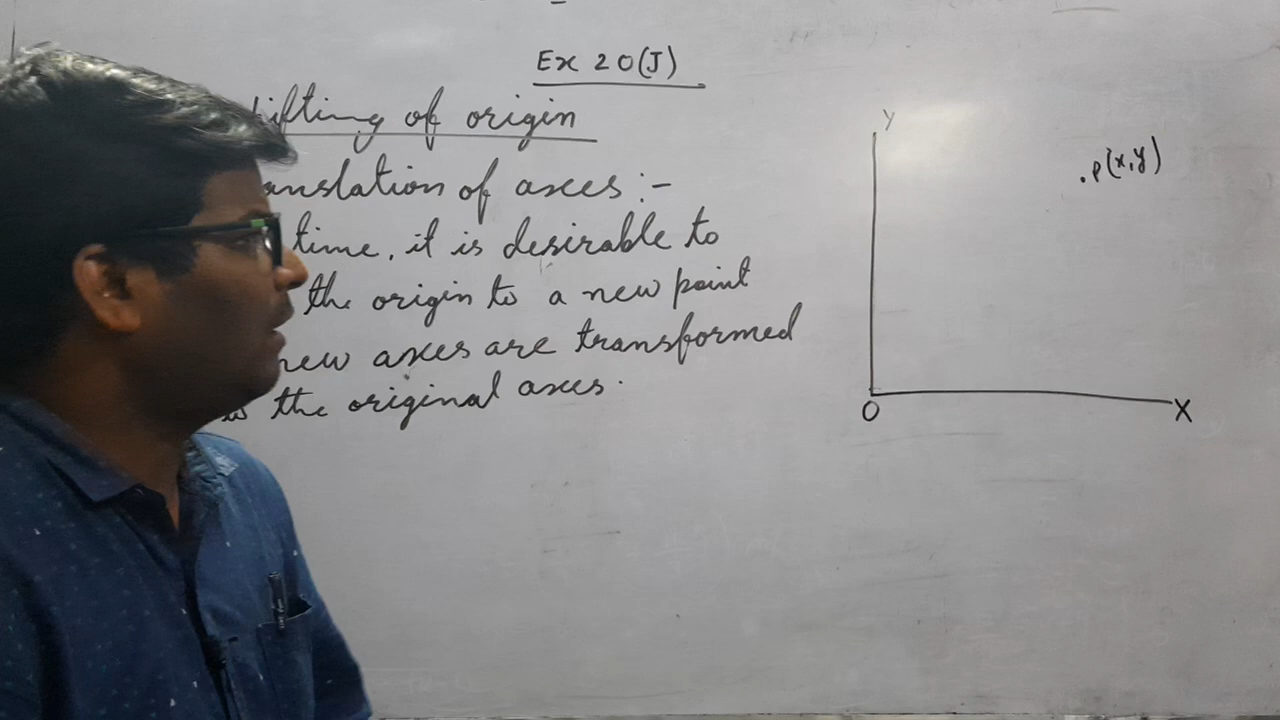 Ex 20(J)
ifting of origin
anslation of axes :-
time, it is desirable to
the origin to a new point
new axes are transformed
the original axes.
Y
.P(x,y)
O
X